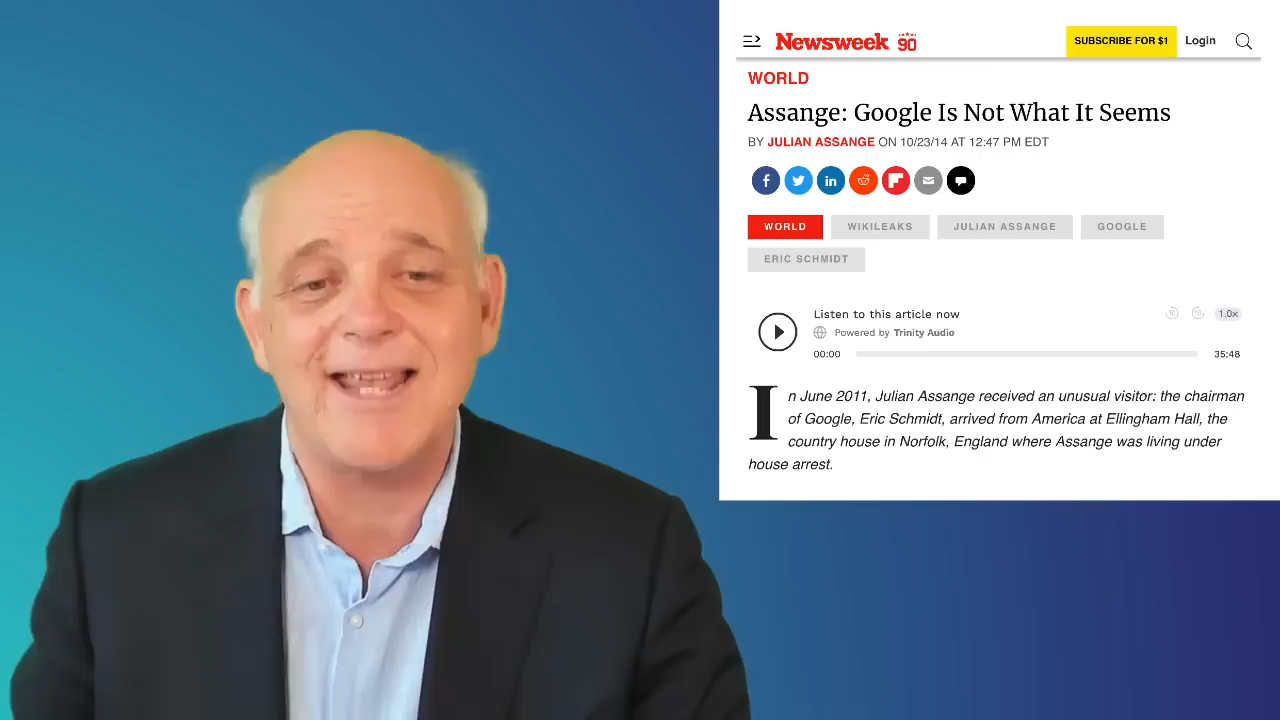 Newsweek 90
SUBSCRIBE FOR $1
Login
WORLD
Assange: Google Is Not What It Seems
BY JULIAN ASSANGE ON 10/23/14 AT 12:47 PM EDT
f in
WORLD WIKILEAKS JULIAN ASSANGE GOOGLE
ERIC SCHMIDT
Listen to this article now
10 10 1.0x
Powered by Trinity Audio
00:00 35:48
In June 2011, Julian Assange received an unusual visitor: the chairman
of Google, Eric Schmidt, arrived from America at Ellingham Hall, the
country house in Norfolk, England where Assange was living under
house arrest.